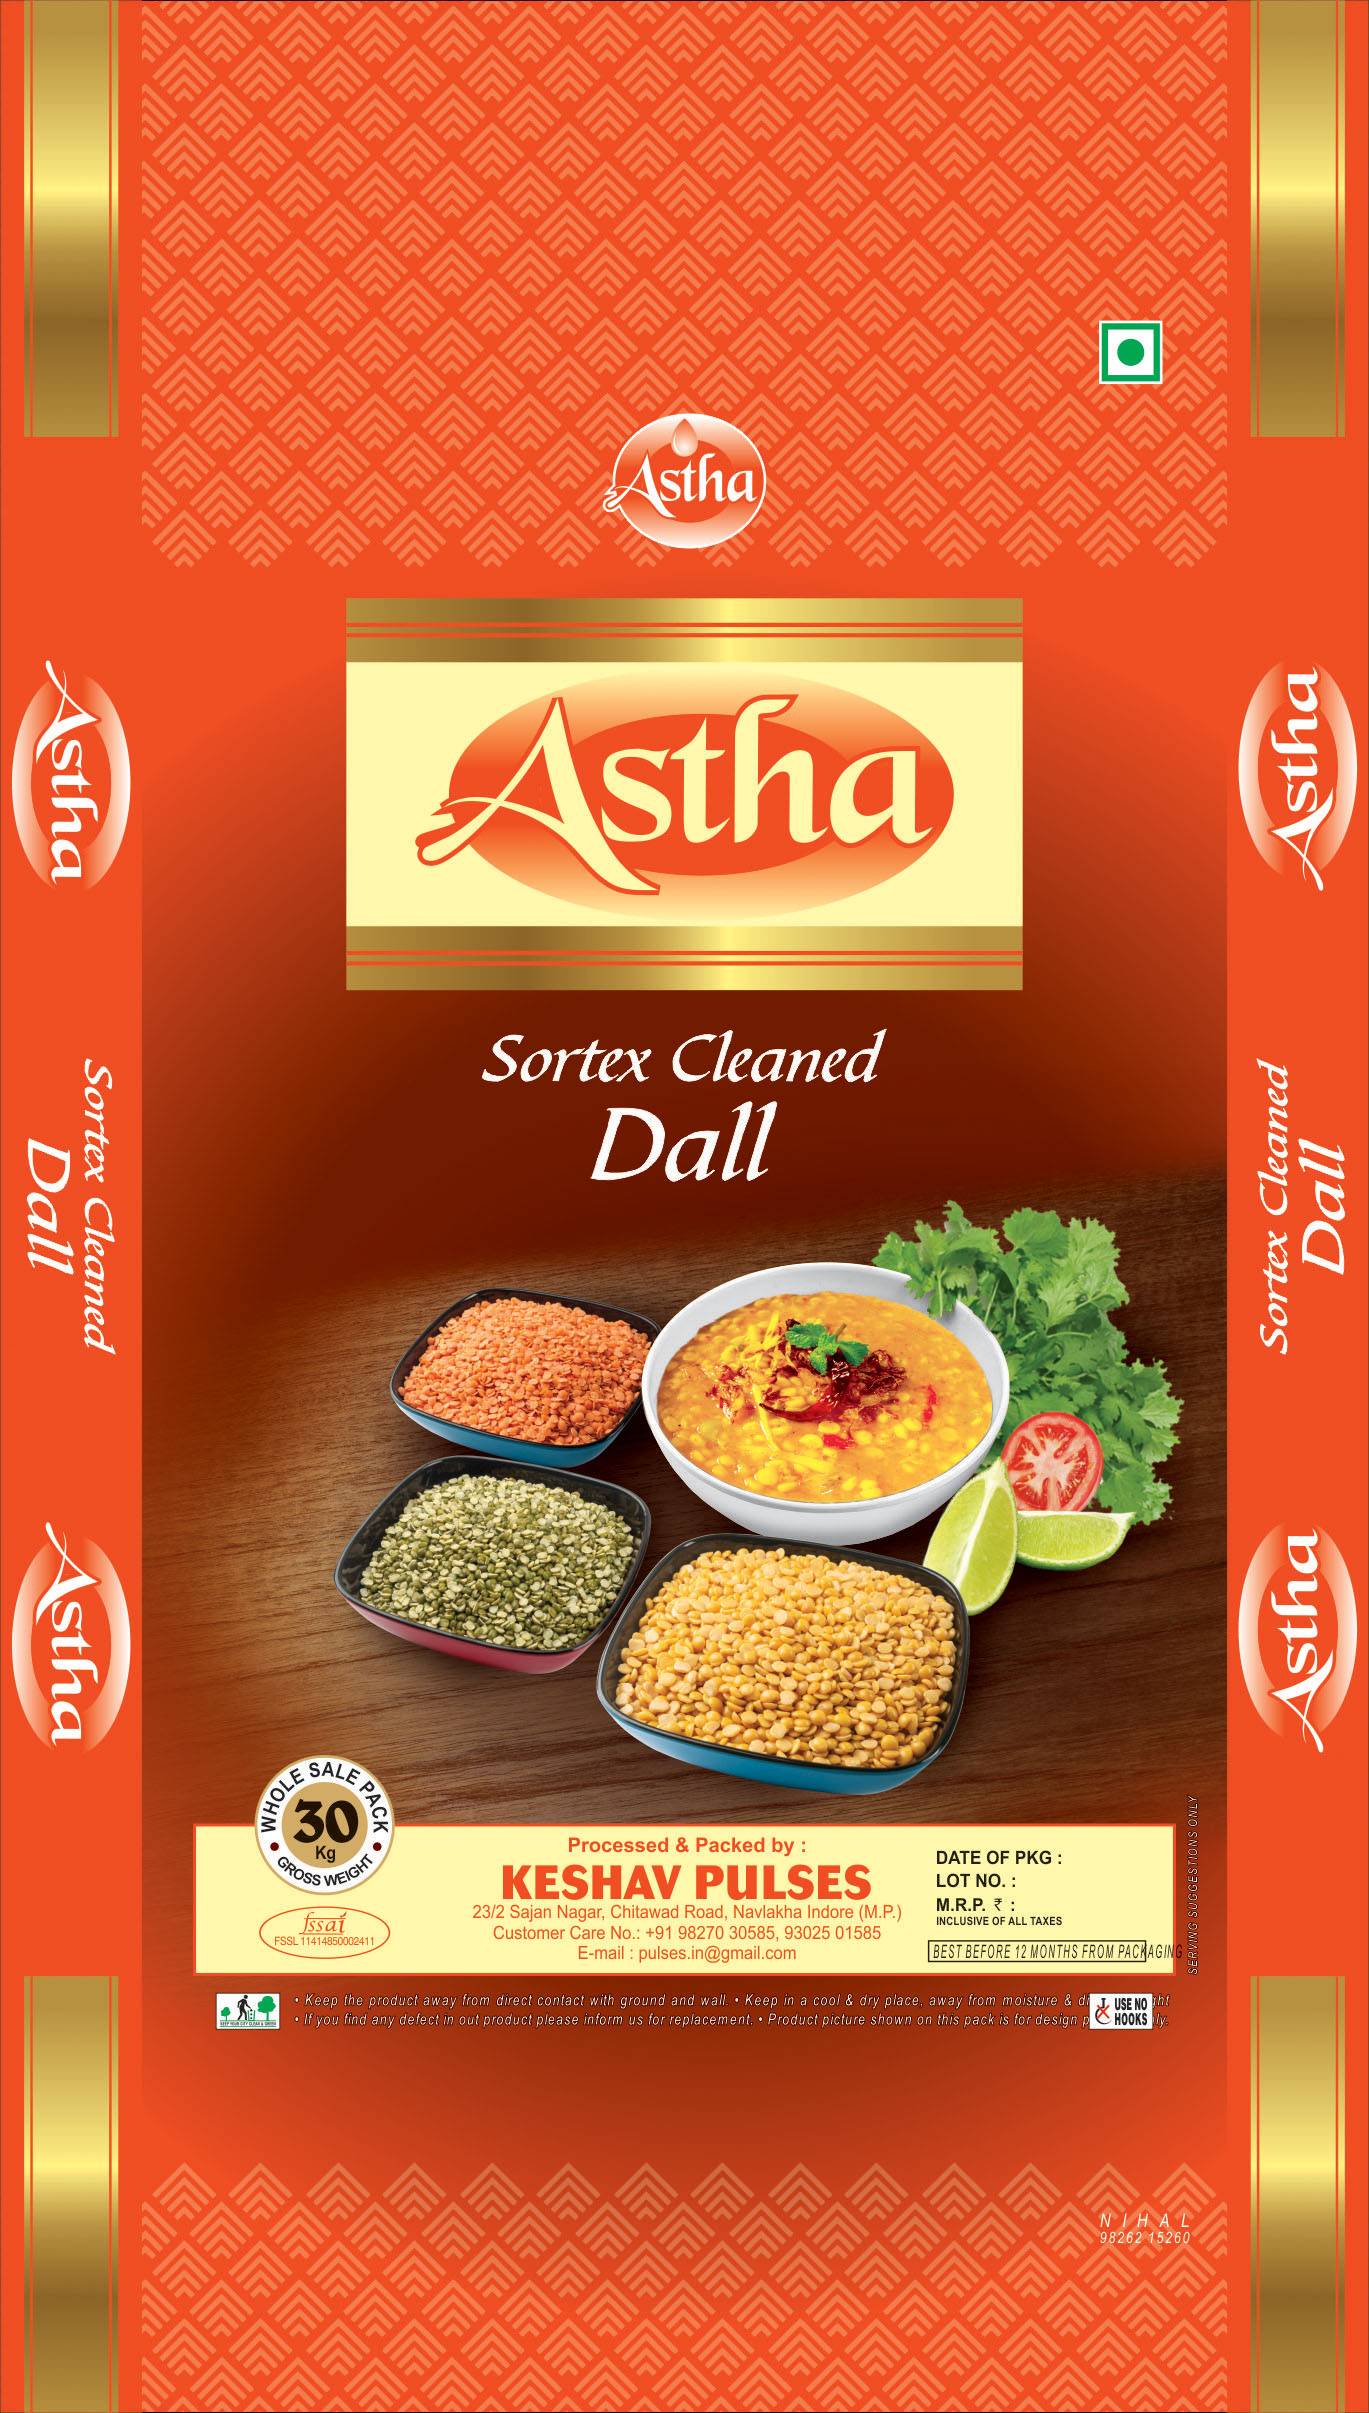 Astha
Astha
Sortex Cleaned
Dall
Astha
Sortex Cleaned
Dall
Astha
Astha
Sortex Cleaned
Dall
Astha
WHOLE SALE PACK
30
Kg
GROSS WEIGHT
fssai
FSSL 11414850002411
Processed & Packed by :
KESHAV PULSES
23/2 Sajan Nagar, Chitawad Road, Navlakha Indore (M.P.)
Customer Care No.: +91 98270 30585, 93025 01585
E-mail : pulses.in@gmail.com
DATE OF PKG :
LOT NO. :
M.R.P. ₹ :
INCLUSIVE OF ALL TAXES
BEST BEFORE 12 MONTHS FROM PACKAGING
SERVING SUGGESTIONS ONLY
KEEP YOUR CITY CLEAN & GREEN
• Keep the product away from direct contact with ground and wall. • Keep in a cool & dry place, away from moisture &
• If you find any defect in out product please inform us for replacement. • Product picture shown on this pack is for design
USE NO
HOOKS
NIHAL
98262 15260